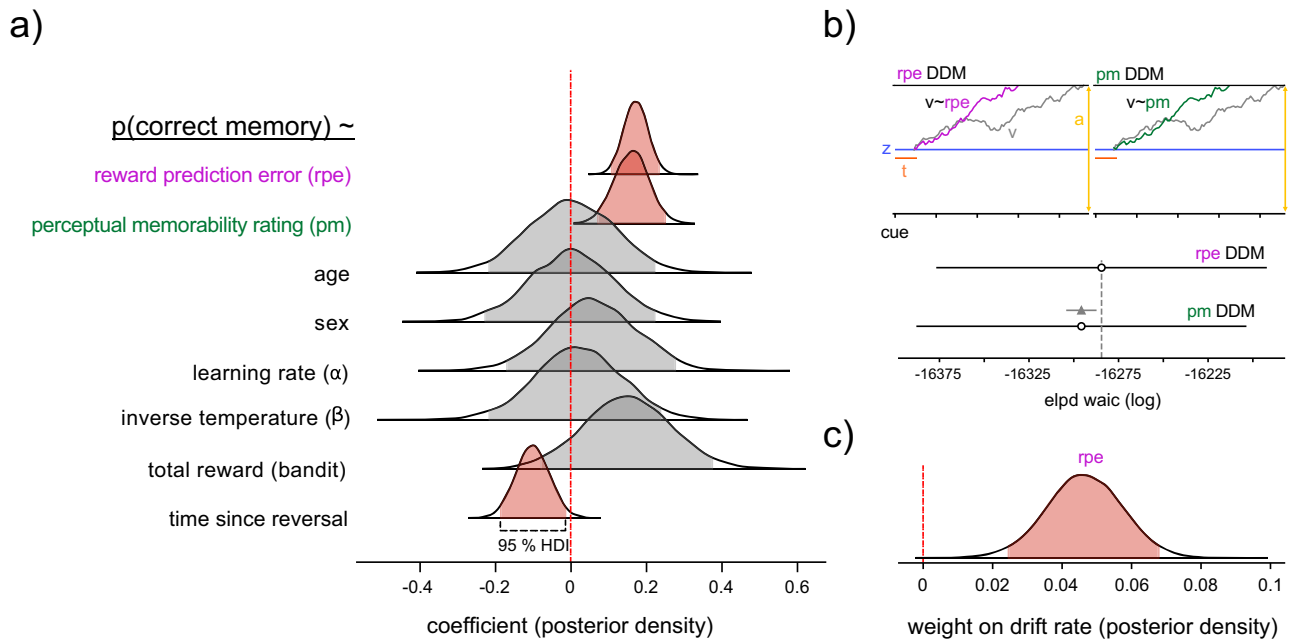 a)
p(correct memory) ~
reward prediction error (rpe)
perceptual memorability rating (pm)
age
sex
learning rate (α)
inverse temperature (β)
total reward (bandit)
time since reversal
95 % HDI
-0.4 -0.2 0 0.2 0.4 0.6
coefficient (posterior density)
b)
rpe DDM
pm DDM
v~rpe
v~pm
a
v
z
t
cue
rpe DDM
pm DDM
-16375 -16325 -16275 -16225
elpd waic (log)
c)
rpe
0 0.02 0.04 0.06 0.08 0.1
weight on drift rate (posterior density)